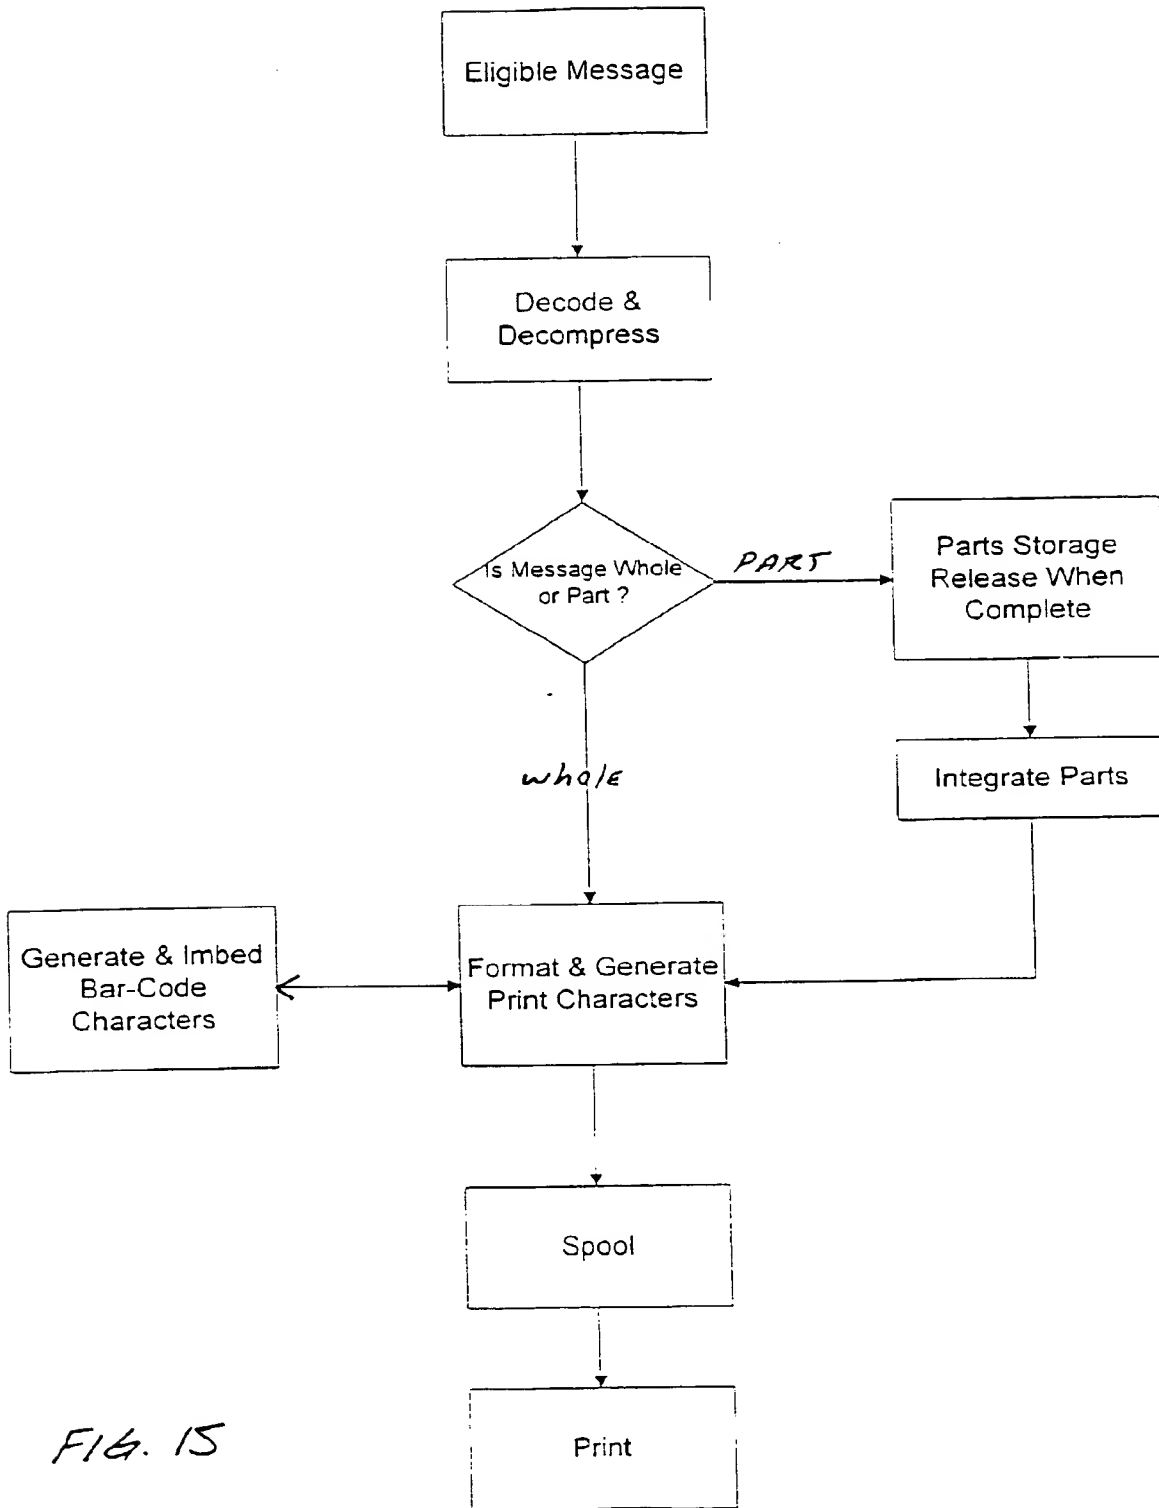 Eligible Message
Decode &
Decompress
Is Message Whole
or Part ?
PART
Parts Storage
Release When
Complete
whole
Integrate Parts
Generate & Imbed
Bar-Code
Characters
Format & Generate
Print Characters
Spool
Print
FIG. 15